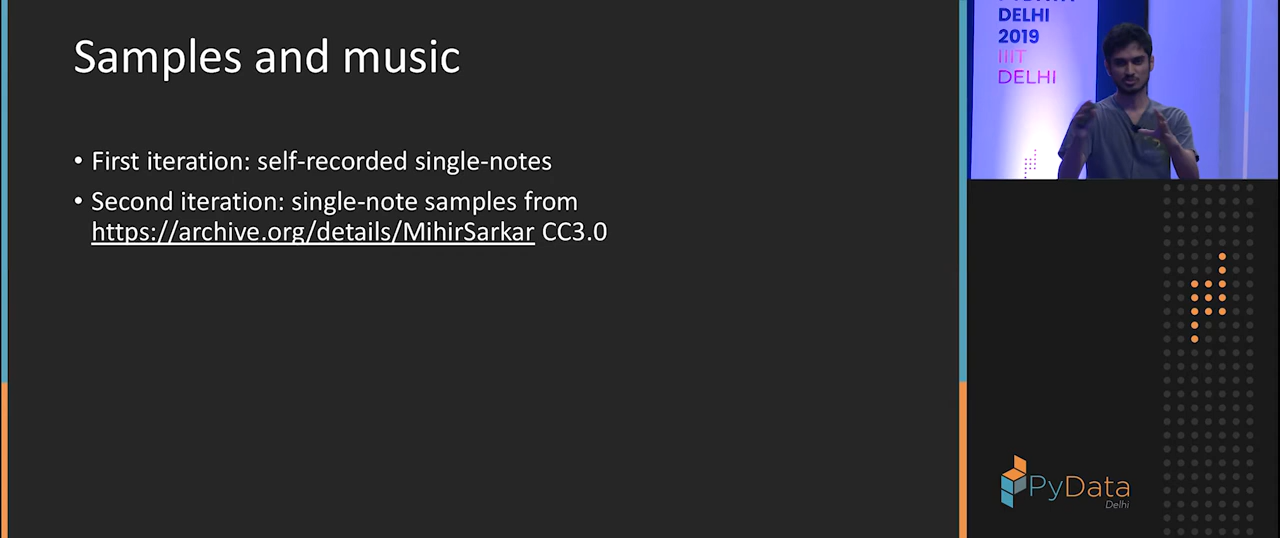 Samples and music
• First iteration: self-recorded single-notes
• Second iteration: single-note samples from
https://archive.org/details/MihirSarkar CC3.0
DELHI
2019
IIIT
DELHI
PyData
Delhi